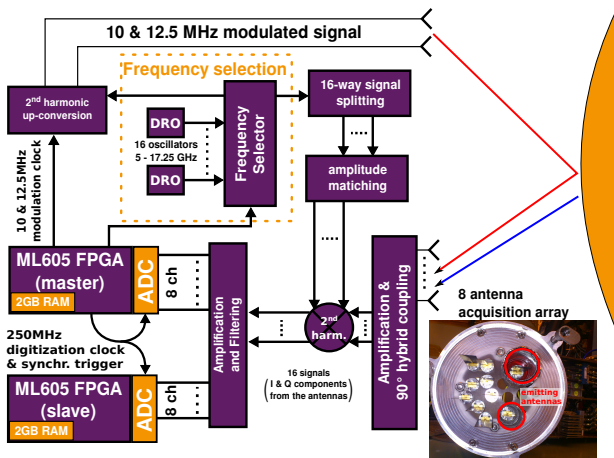 10 & 12.5 MHz modulated signal
Frequency selection
2nd harmonic
up-conversion
DRO
16 oscillators
5 - 17.25 GHz
DRO
Frequency
Selector
16-way signal
splitting
amplitude
matiching
10 & 12.5MHz
modulation clock
ML605 FPGA
(master)
2GB RAM
ADC
8 ch
Amplification
and Filtering
2nd
harm.
Amplification &
90° hybrid coupling
8 antenna
acquisition array
250MHz
digitization clock
& synchr. trigger
ML605 FPGA
(slave)
2GB RAM
ADC
8 ch
16 signals
( I & Q components
from the antennas )
emitting
antennas